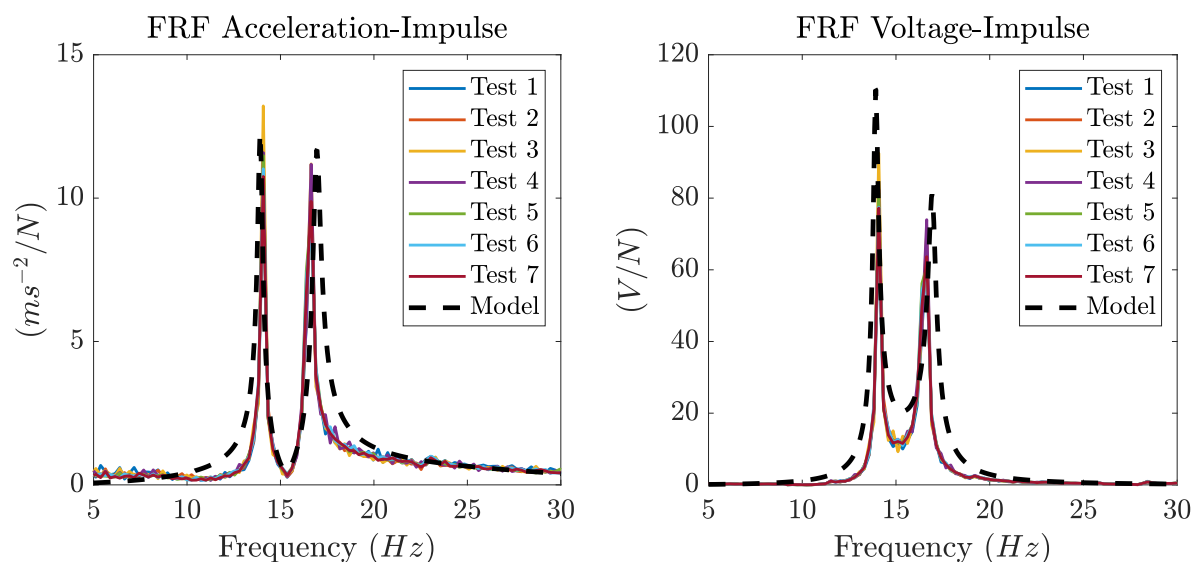 FRF Acceleration-Impulse
15
10
5
0
5
10
15
20
25
30
(ms⁻²/N)
Frequency (Hz)
Test 1
Test 2
Test 3
Test 4
Test 5
Test 6
Test 7
Model
FRF Voltage-Impulse
120
100
80
60
40
20
0
5
10
15
20
25
30
(V/N)
Frequency (Hz)
Test 1
Test 2
Test 3
Test 4
Test 5
Test 6
Test 7
Model